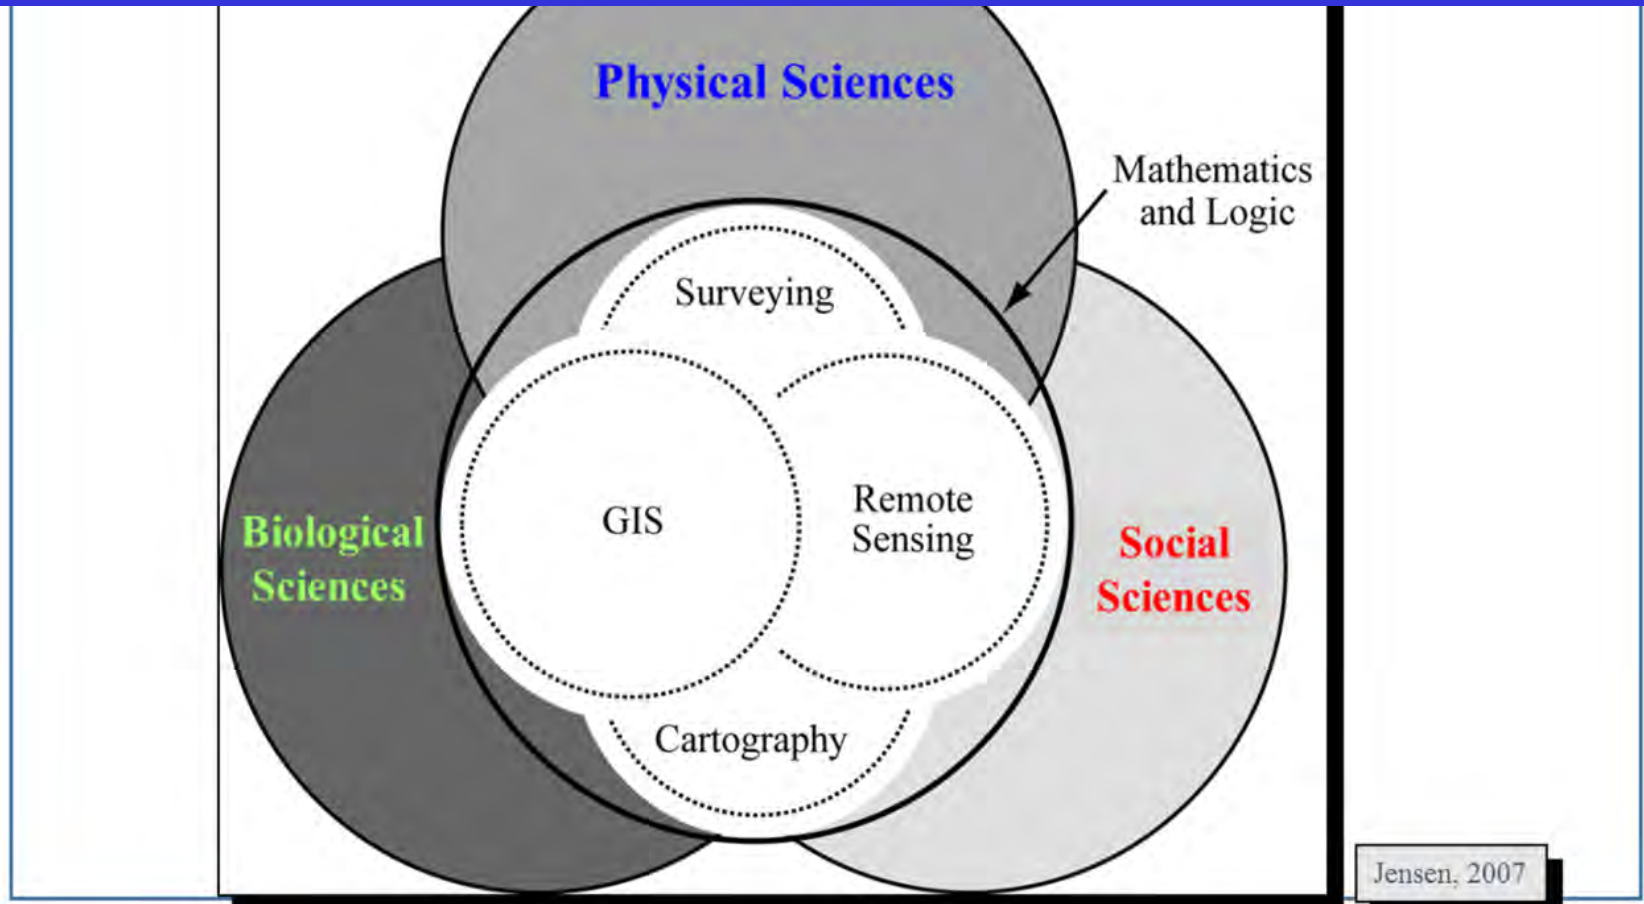 Physical Sciences
Mathematics
and Logic
Surveying
GIS
Remote
Sensing
Biological
Sciences
Social
Sciences
Cartography
Jensen, 2007